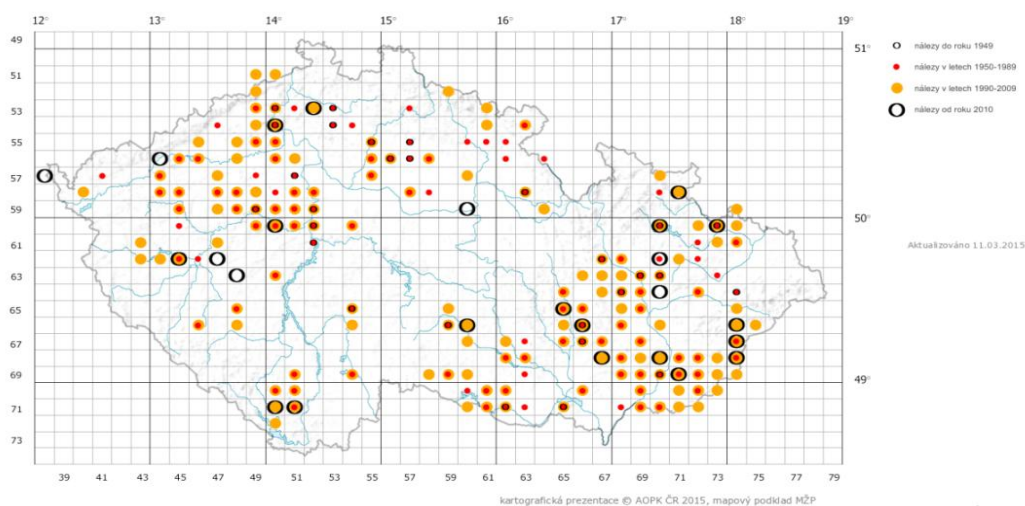 12° 13° 14° 15° 16° 17° 18° 19°
49
51°
51
53
55
57
59
50°
61
63
65
67
69
49°
71
73
39 41 43 45 47 49 51 53 55 57 59 61 63 65 67 69 71 73 75 77 79
nálezy do roku 1949
nálezy v letech 1950-1989
nálezy v letech 1990-2009
nálezy od roku 2010
Aktualizováno 11.03.2015
kartografická prezentace © AOPK ČR 2015, mapový podklad MŽP